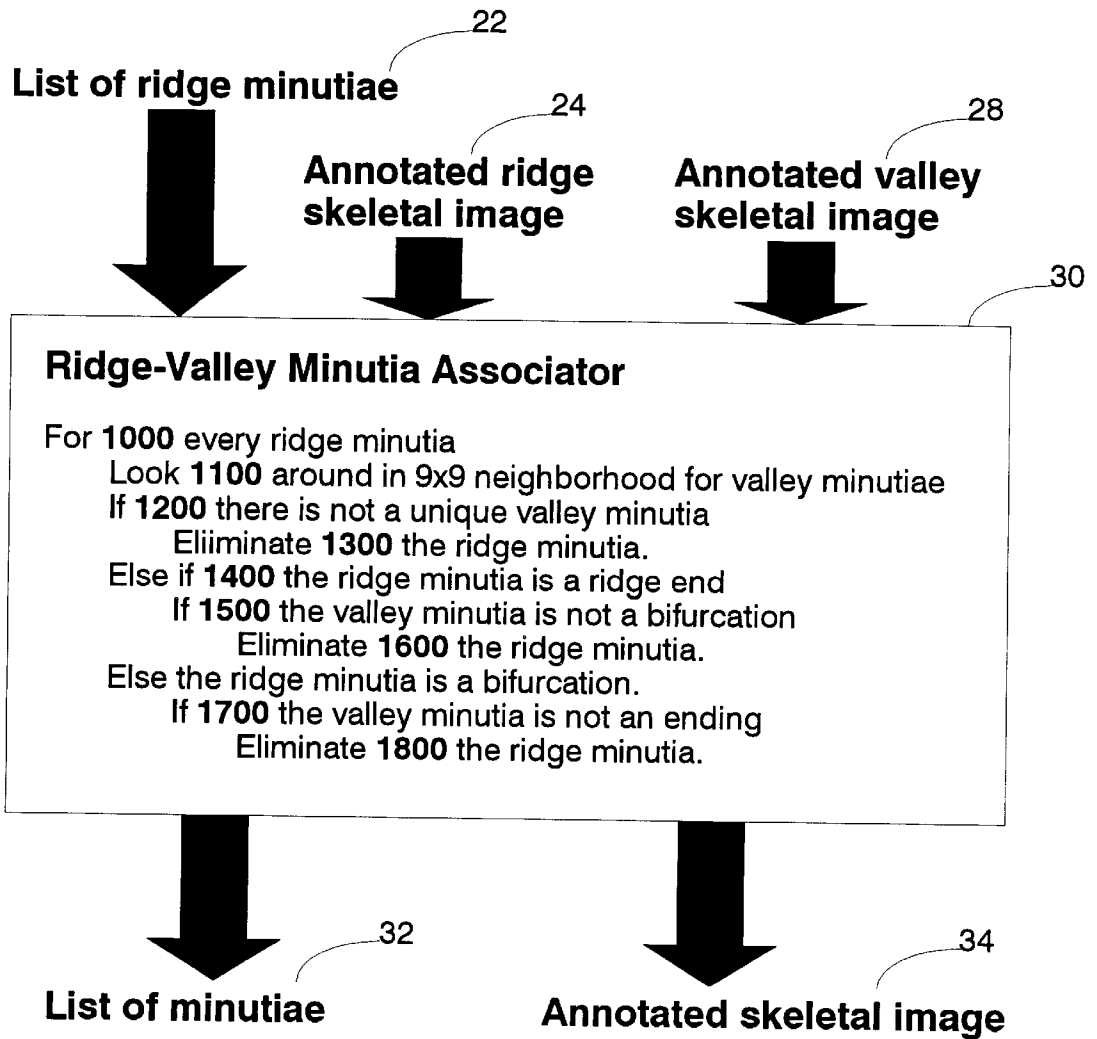 22
List of ridge minutiae
24
28
Annotated ridge
skeletal image
Annotated valley
skeletal image
30
Ridge-Valley Minutia Associator
For 1000 every ridge minutia
Look 1100 around in 9x9 neighborhood for valley minutiae
If 1200 there is not a unique valley minutia
Eliiminate 1300 the ridge minutia.
Else if 1400 the ridge minutia is a ridge end
If 1500 the valley minutia is not a bifurcation
Eliminate 1600 the ridge minutia.
Else the ridge minutia is a bifurcation.
If 1700 the valley minutia is not an ending
Eliminate 1800 the ridge minutia.
32
34
List of minutiae
Annotated skeletal image